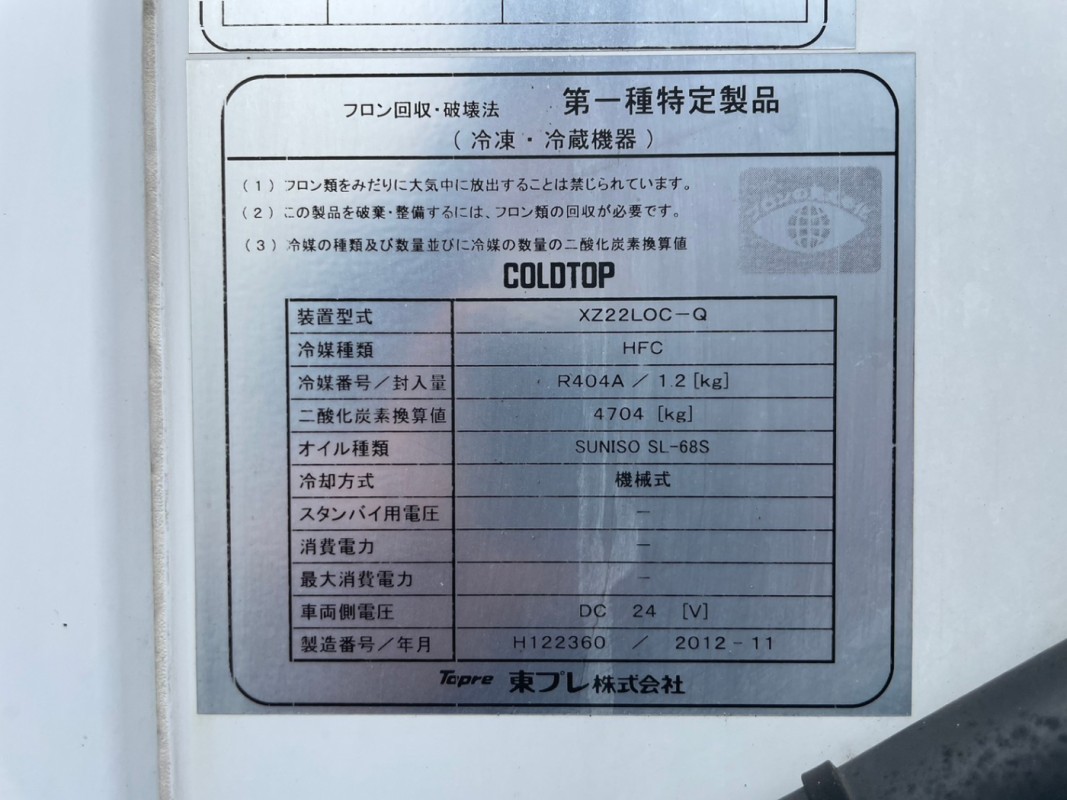 フロン回収・破壊法 第一種特定製品
(冷凍・冷蔵機器)
(1)フロン類をみだりに大気中に放出することは禁じられています。
(2)この製品を破棄・整備するには、フロン類の回収が必要です。
(3)冷媒の種類及び数量並びに冷媒の数量の二酸化炭素換算値
COLDTOP
装置型式 XZ22LOC-Q
冷媒種類 HFC
冷媒番号/封入量 R404A / 1.2 [kg]
二酸化炭素換算値 4704 [kg]
オイル種類 SUNISO SL-68S
冷却方式 機械式
スタンバイ用電圧 -
消費電力 -
最大消費電力 -
車両側電圧 DC 24 [V]
製造番号/年月 H122360 / 2012-11
Topre 東プレ株式会社